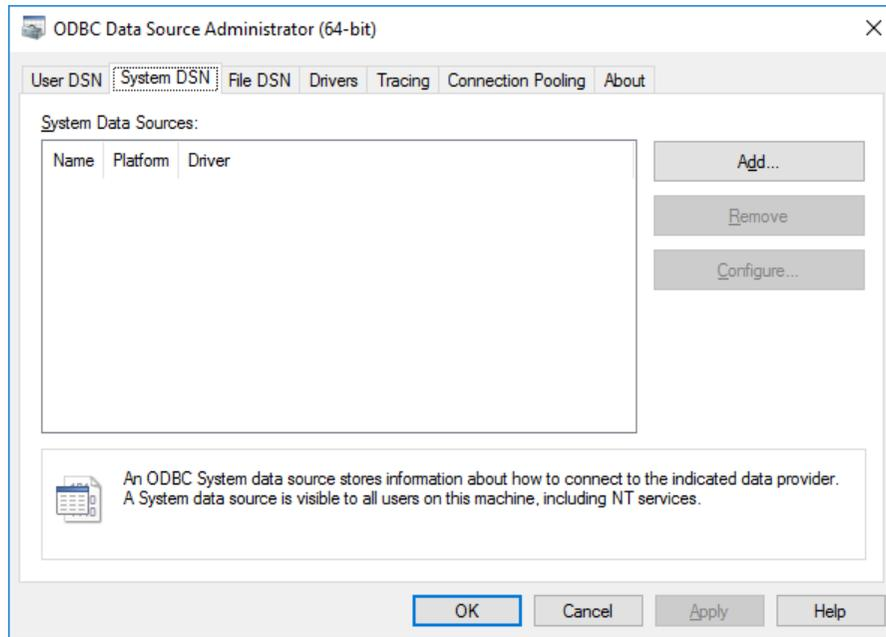 ODBC Data Source Administrator (64-bit)
User DSN System DSN File DSN Drivers Tracing Connection Pooling About
System Data Sources:
Name Platform Driver
Add...
Remove
Configure...
An ODBC System data source stores information about how to connect to the indicated data provider.
A System data source is visible to all users on this machine, including NT services.
OK Cancel Apply Help